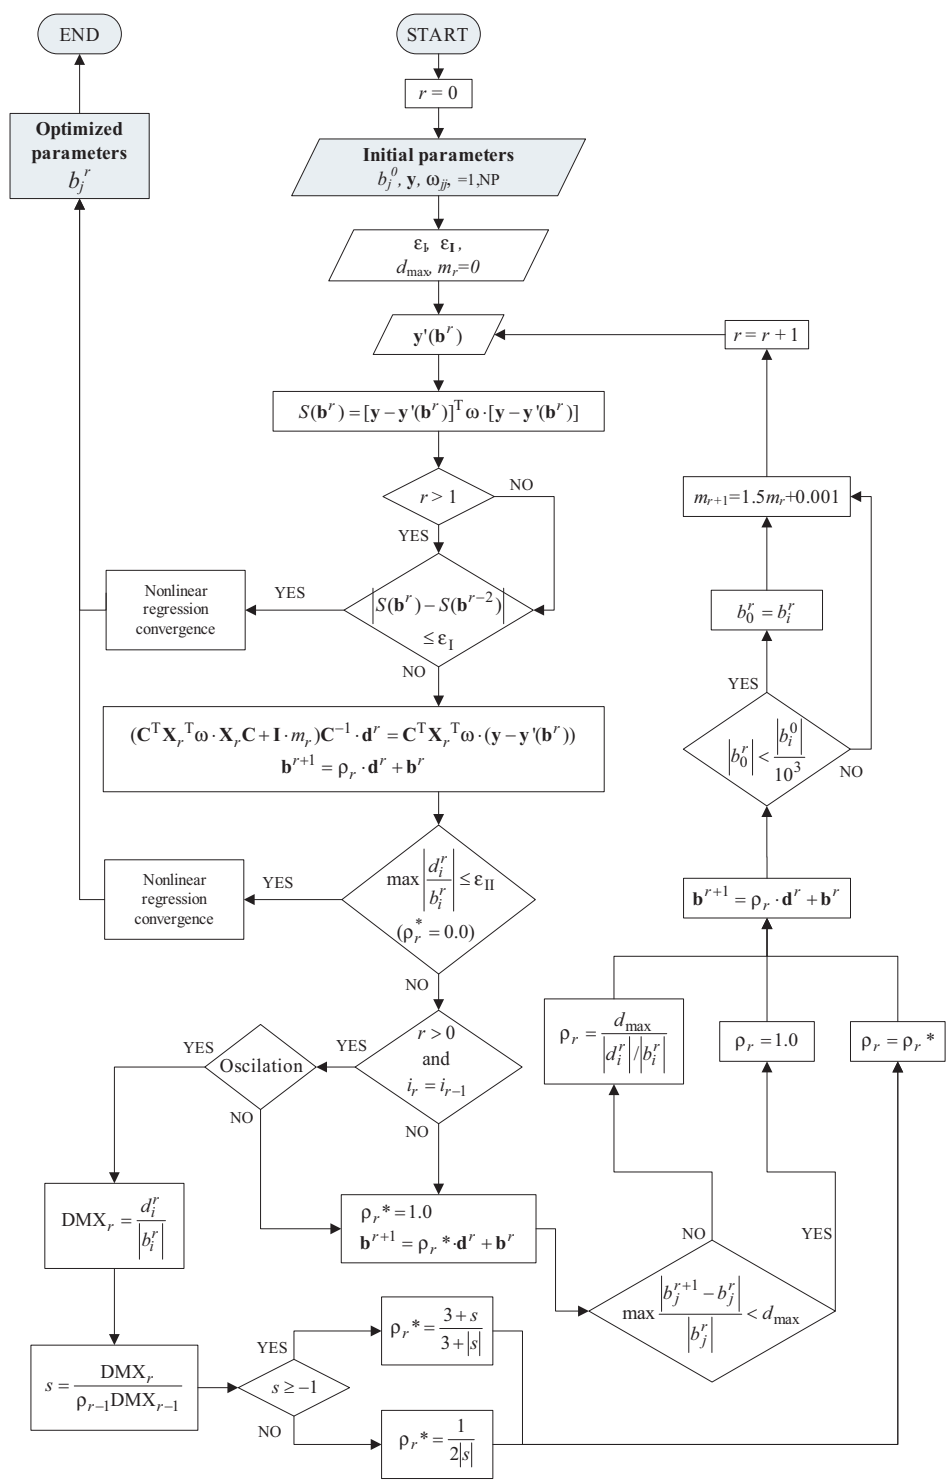 END
START
r = 0
Optimized
parameters
b_j^r
Initial parameters
b_j^0, y, ω_jj, =1,NP
ε_I, ε_I,
d_max, m_r=0
y'(b^r)
r = r + 1
S(b^r) = [y − y'(b^r)]^T ω · [y − y'(b^r)]
r > 1
NO
YES
m_{r+1}=1.5m_r+0.001
Nonlinear
regression
convergence
YES
|S(b^r) − S(b^{r−2})|
≤ ε_I
NO
b_0^r = b_i^r
YES
(C^T X_r^T ω · X_r C + I · m_r)C^{−1} · d^r = C^T X_r^T ω · (y − y'(b^r))
b^{r+1} = ρ_r · d^r + b^r
|b_0^r| < |b_i^0| / 10^3
NO
Nonlinear
regression
convergence
YES
max |d_i^r / b_i^r| ≤ ε_II
(ρ_r^* = 0.0)
NO
b^{r+1} = ρ_r · d^r + b^r
YES
Oscilation
NO
YES
r > 0
and
i_r = i_{r−1}
NO
ρ_r = d_max / |d_i^r| / |b_i^r|
ρ_r = 1.0
ρ_r = ρ_r*
DMX_r = d_i^r / |b_i^r|
ρ_r* = 1.0
b^{r+1} = ρ_r*·d^r + b^r
NO
YES
max |b_j^{r+1} − b_j^r| / |b_j^r| < d_max
s = DMX_r / ρ_{r−1}DMX_{r−1}
YES
s ≥ −1
NO
ρ_r* = 3 + s / 3 + |s|
ρ_r* = 1 / 2|s|